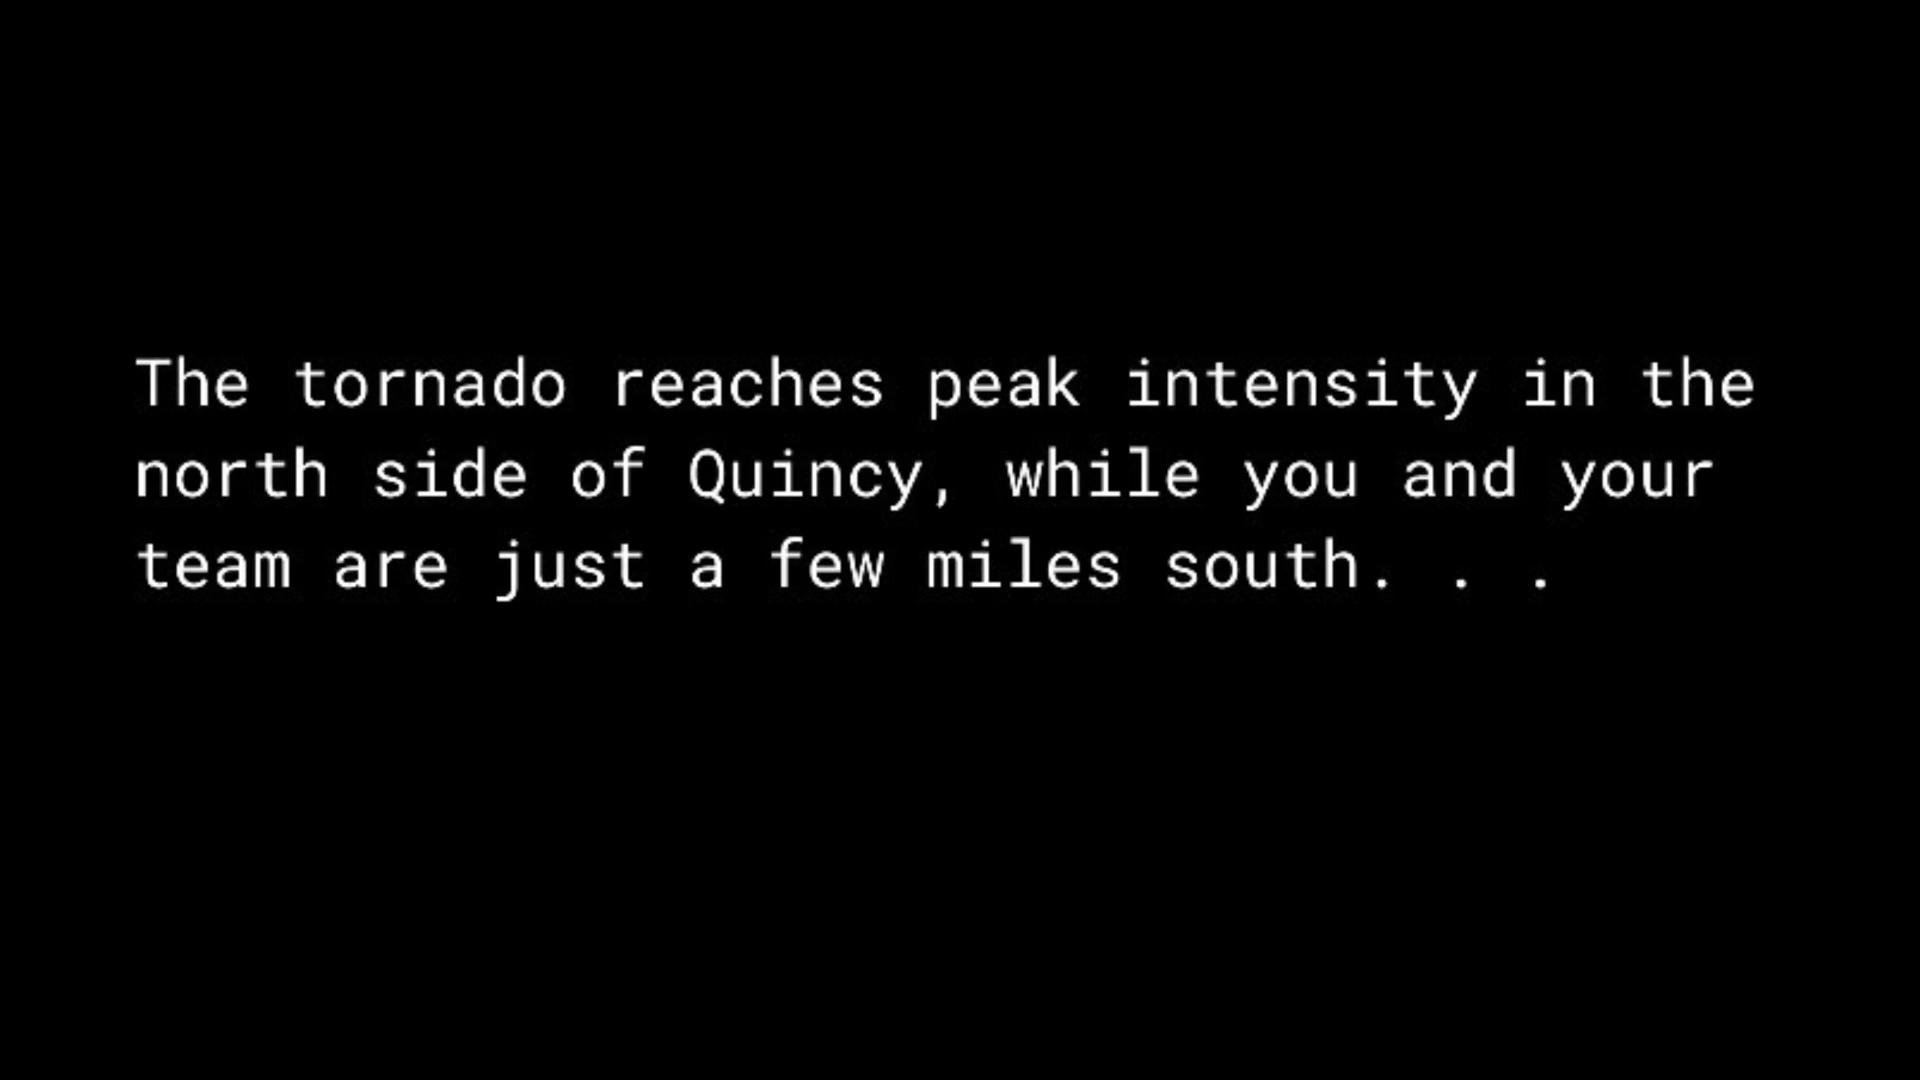 The tornado reaches peak intensity in the
north side of Quincy, while you and your
team are just a few miles south. . .